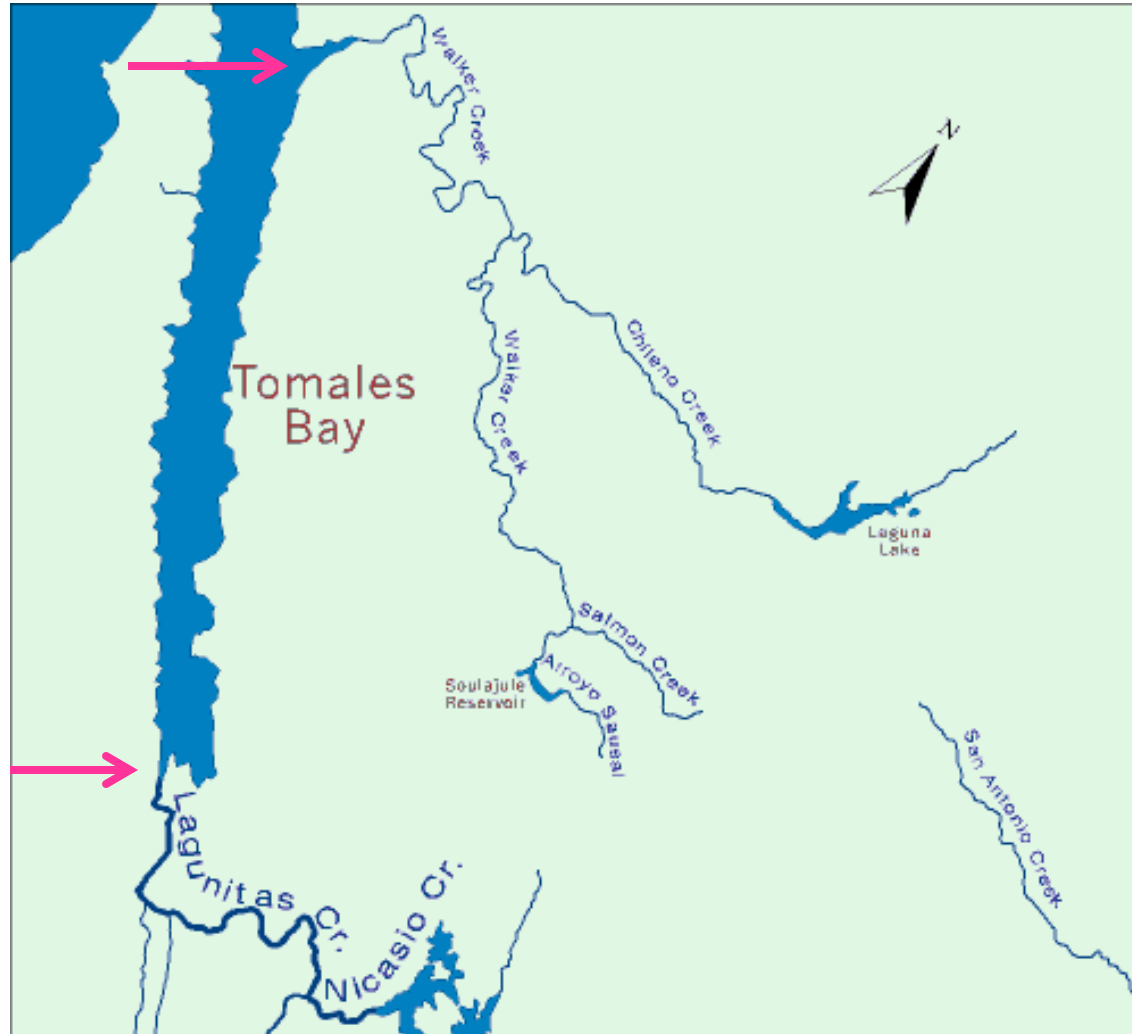 Walker Creek
N
Tomales
Bay
Walker Creek
Chileno Creek
Laguna
Lake
Salmon Creek
Arroyo Sausal
Soulajule
Reservoir
San Antonio Creek
Lagunitas Cr.
Nicasio Cr.